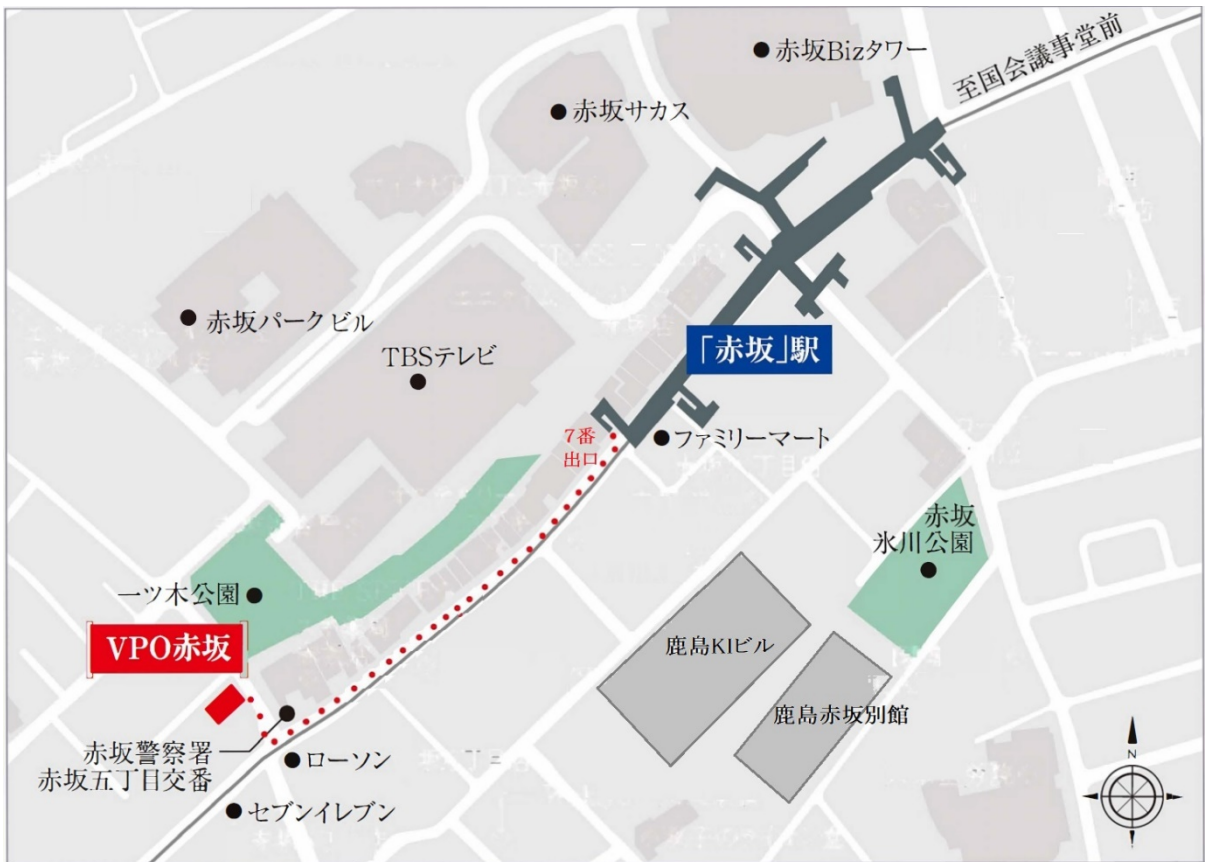 赤坂Bizタワー
至国会議事堂前
赤坂サカス
赤坂パークビル
TBSテレビ
「赤坂」駅
7番
出口
ファミリーマート
赤坂
氷川公園
一ツ木公園
VPO赤坂
鹿島KIビル
鹿島赤坂別館
赤坂警察署
赤坂五丁目交番
ローソン
セブンイレブン
N